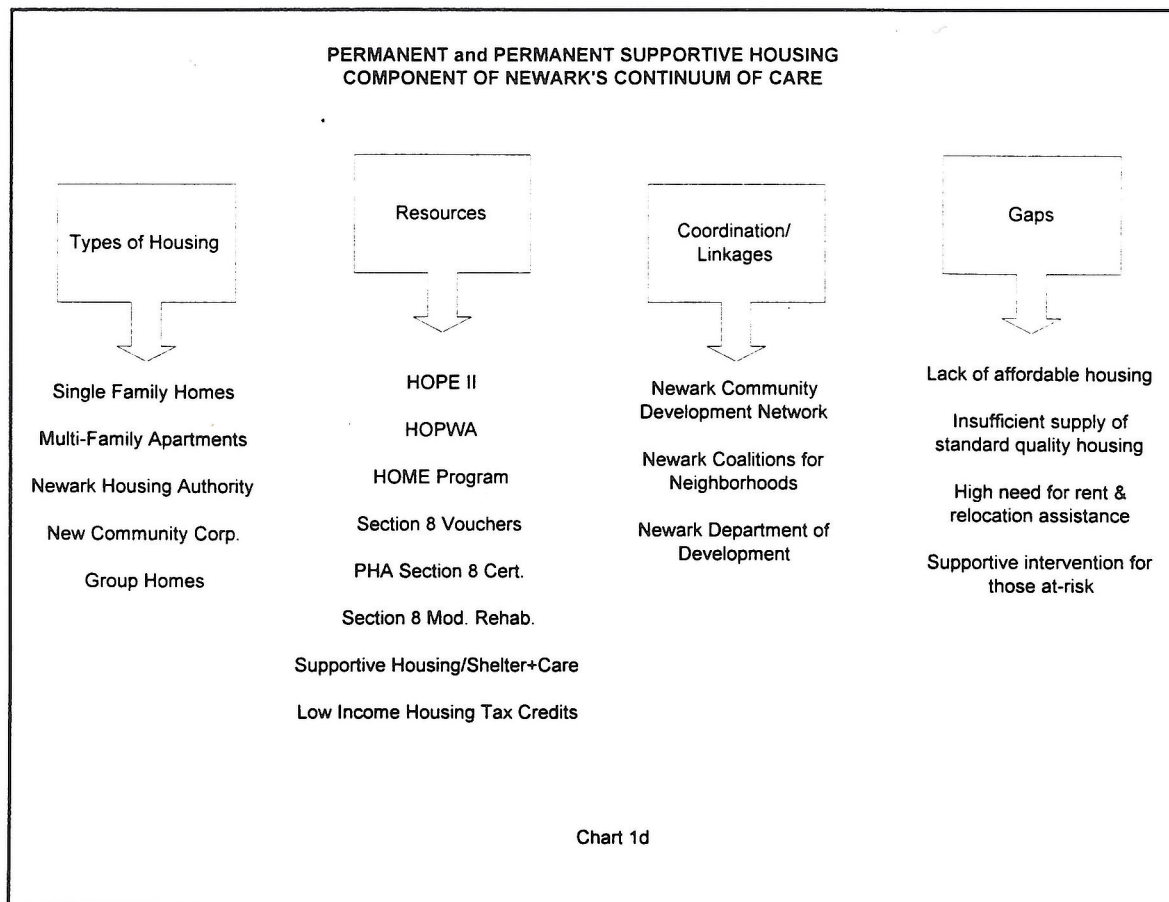 PERMANENT and PERMANENT SUPPORTIVE HOUSING
COMPONENT OF NEWARK'S CONTINUUM OF CARE
Types of Housing
Single Family Homes
Multi-Family Apartments
Newark Housing Authority
New Community Corp.
Group Homes
Resources
HOPE II
HOPWA
HOME Program
Section 8 Vouchers
PHA Section 8 Cert.
Section 8 Mod. Rehab.
Supportive Housing/Shelter+Care
Low Income Housing Tax Credits
Coordination/
Linkages
Newark Community
Development Network
Newark Coalitions for
Neighborhoods
Newark Department of
Development
Gaps
Lack of affordable housing
Insufficient supply of
standard quality housing
High need for rent &
relocation assistance
Supportive intervention for
those at-risk
Chart 1d